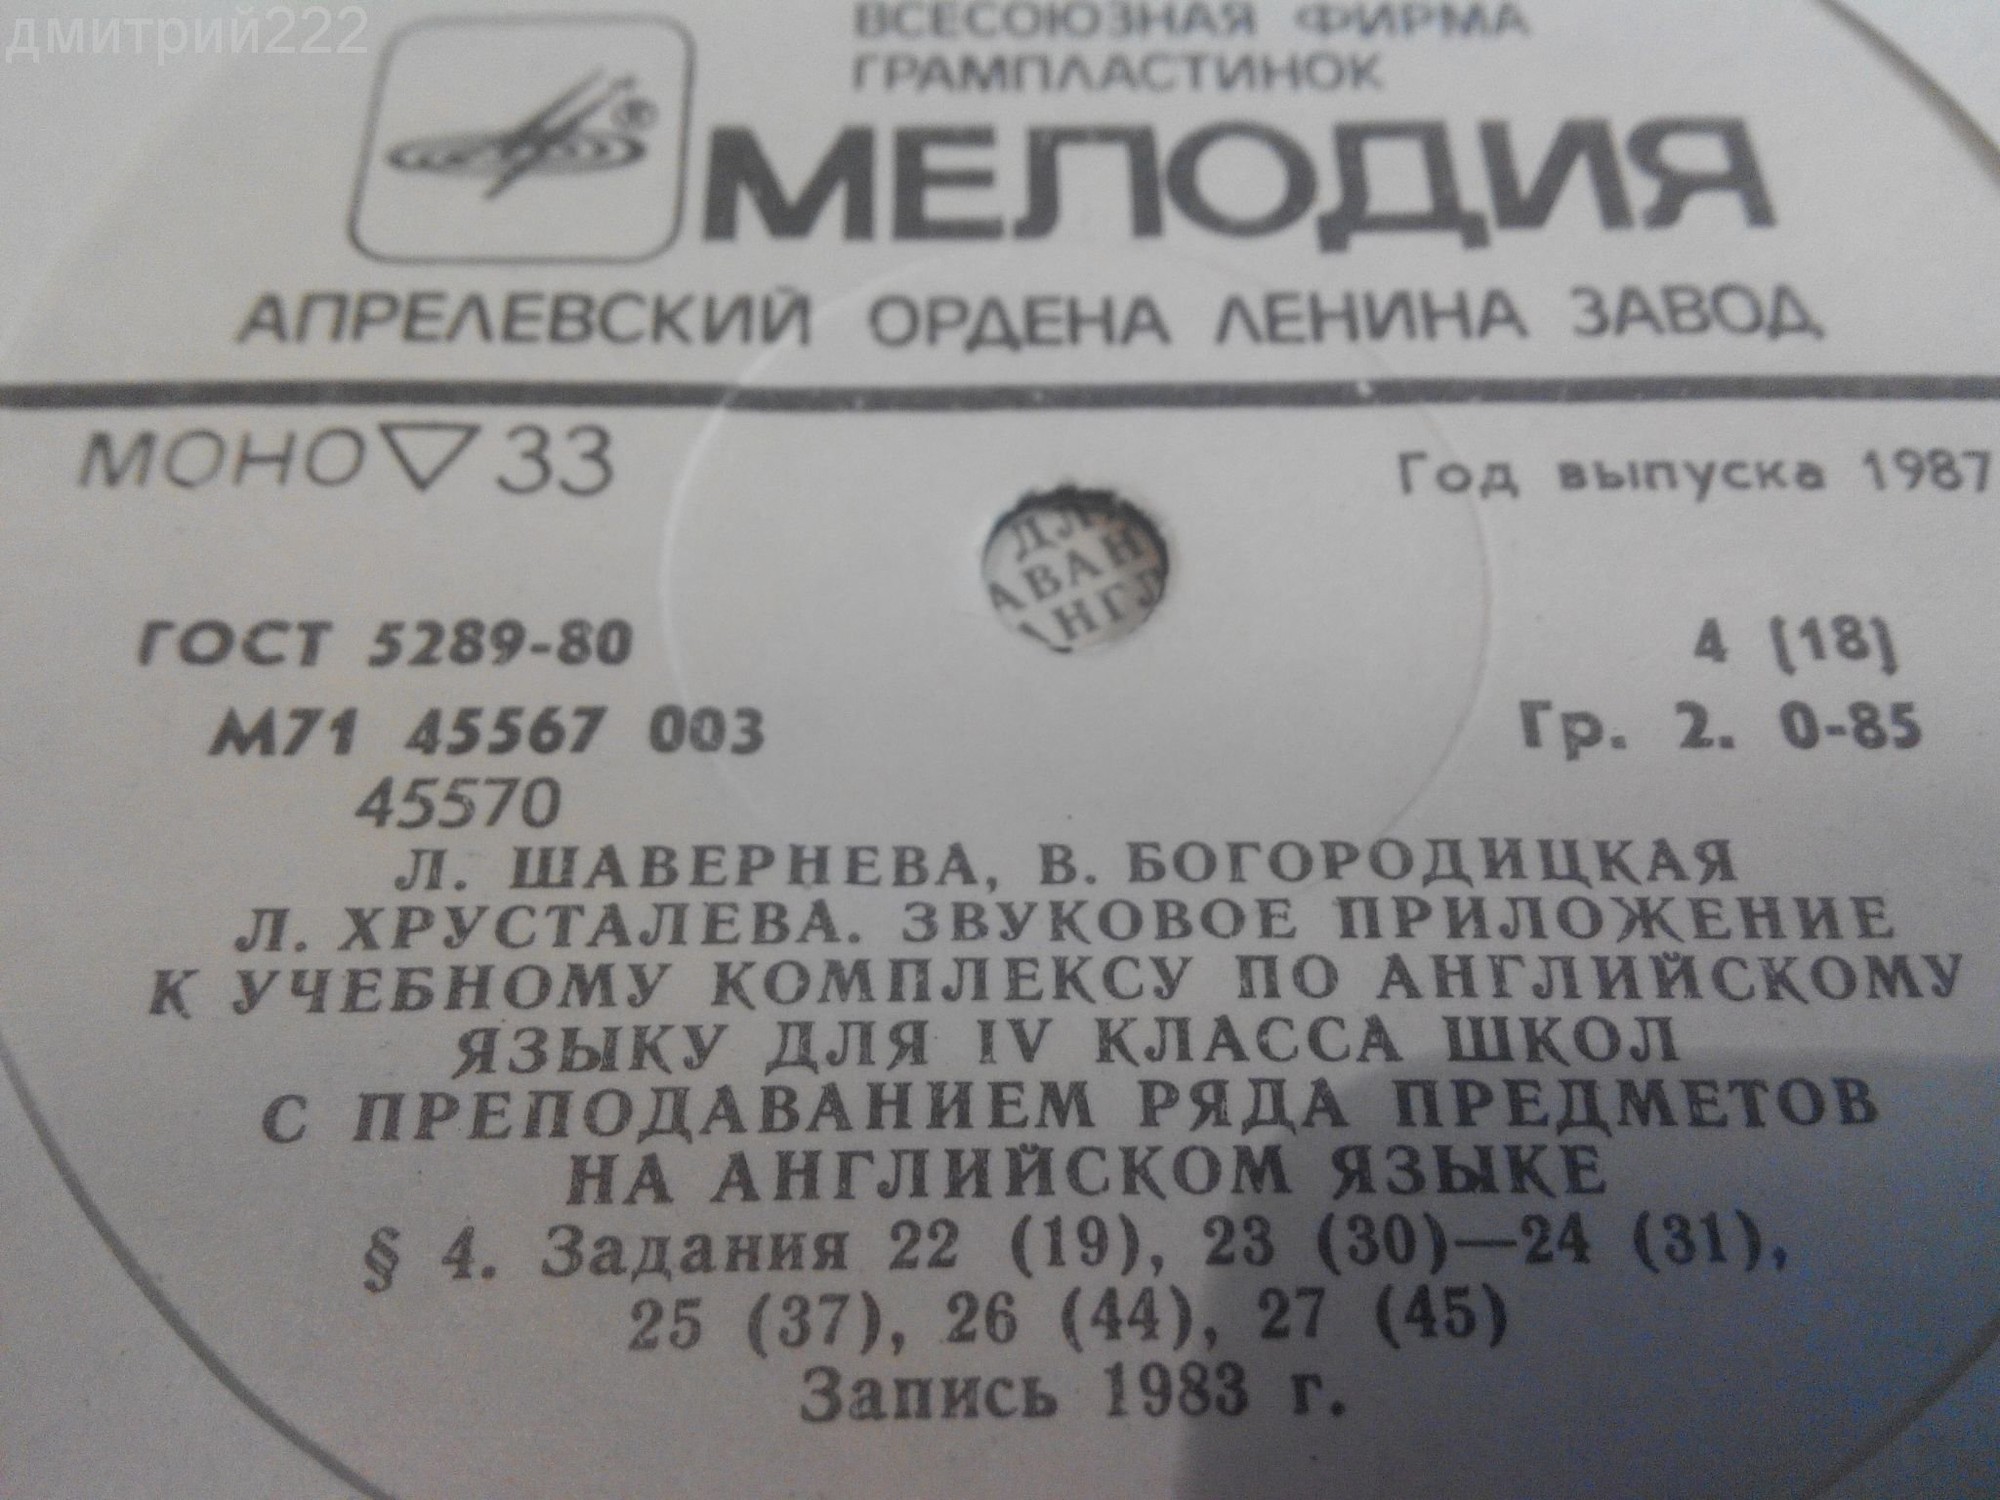 дмитрий222
ВСЕСОЮЗНАЯ ФИРМА
ГРАМПЛАСТИНОК
МЕЛОДИЯ
АПРЕЛЕВСКИЙ ОРДЕНА ЛЕНИНА ЗАВОД
МОНО ▽ 33
Год выпуска 1987
ГОСТ 5289-80
4 (18)
М71 45567 003
Гр. 2. 0-85
45570
Л. ШАВЕРНЕВА, В. БОГОРОДИЦКАЯ
Л. ХРУСТАЛЕВА. ЗВУКОВОЕ ПРИЛОЖЕНИЕ
К УЧЕБНОМУ КОМПЛЕКСУ ПО АНГЛИЙСКОМУ
ЯЗЫКУ ДЛЯ IV КЛАССА ШКОЛ
С ПРЕПОДАВАНИЕМ РЯДА ПРЕДМЕТОВ
НА АНГЛИЙСКОМ ЯЗЫКЕ
§ 4. Задания 22 (19), 23 (30)—24 (31),
25 (37), 26 (44), 27 (45)
Запись 1983 г.